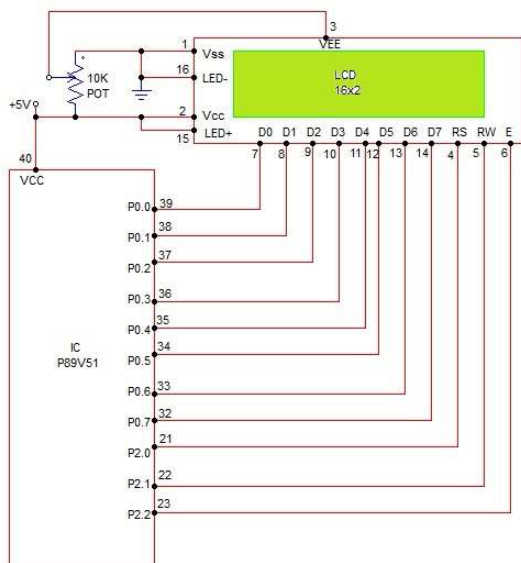 3
VEE
1
Vss
16
LED-
LCD
16x2
10K
POT
+5V
2
Vcc
15
LED+
D0 D1 D2 D3 D4 D5 D6 D7 RS RW E
7 8 9 10 11 12 13 14 4 5 6
40
VCC
P0.0 39
P0.1 38
P0.2 37
P0.3 36
P0.4 35
P0.5 34
IC
P89V51
P0.6 33
P0.7 32
P2.0 21
P2.1 22
P2.2 23